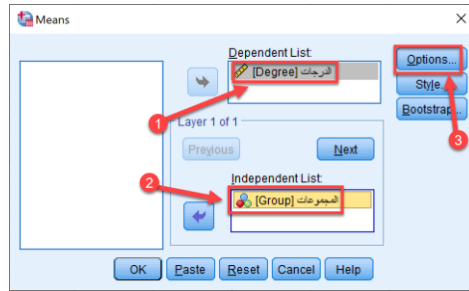 Means
Dependent List:
الدرجات [Degree]
Options...
Style...
Bootstrap...
1
Layer 1 of 1
3
Previous
Next
2
Independent List:
المجموعات [Group]
OK
Paste
Reset
Cancel
Help